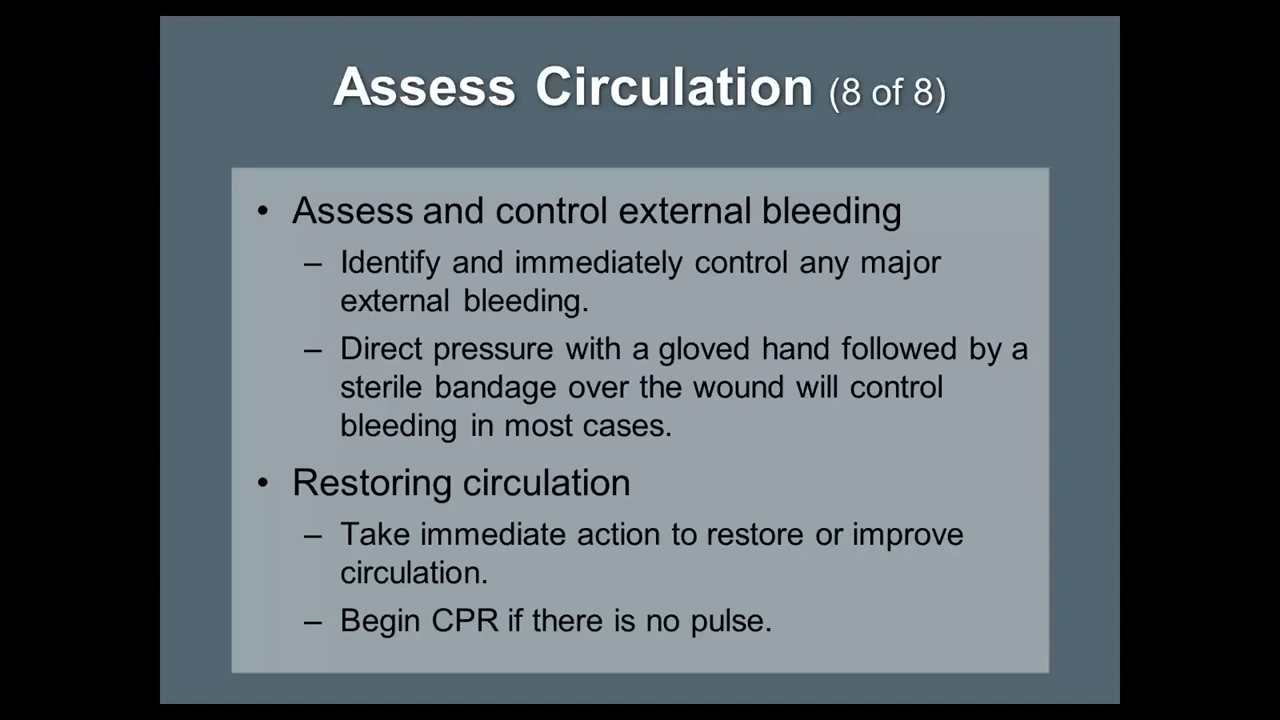 Assess Circulation (8 of 8)
• Assess and control external bleeding
– Identify and immediately control any major
external bleeding.
– Direct pressure with a gloved hand followed by a
sterile bandage over the wound will control
bleeding in most cases.
• Restoring circulation
– Take immediate action to restore or improve
circulation.
– Begin CPR if there is no pulse.